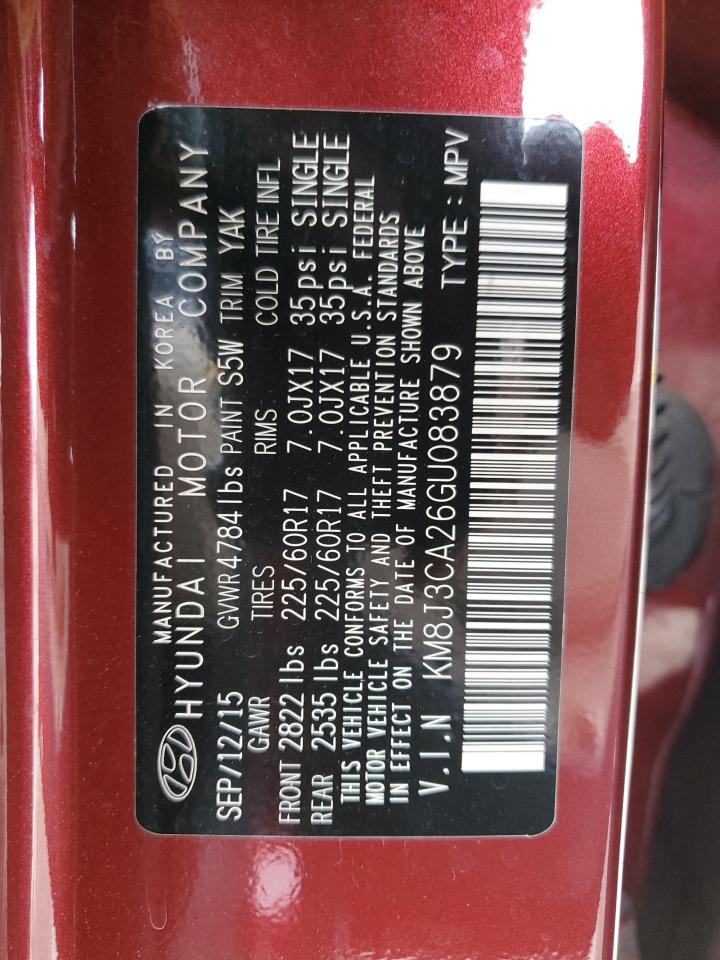 MANUFACTURED IN KOREA BY
HYUNDAI MOTOR COMPANY
SEP/12/15 GVWR 4784 lbs PAINT S5W TRIM YAK
GAWR TIRES RIMS COLD TIRE INFL
FRONT 2822 lbs 225/60R17 7.0JX17 35psi SINGLE
REAR 2535 lbs 225/60R17 7.0JX17 35psi SINGLE
THIS VEHICLE CONFORMS TO ALL APPLICABLE U.S.A. FEDERAL
MOTOR VEHICLE SAFETY AND THEFT PREVENTION STANDARDS
IN EFFECT ON THE DATE OF MANUFACTURE SHOWN ABOVE
V.I.N KM8J3CA26GU083879 TYPE : MPV